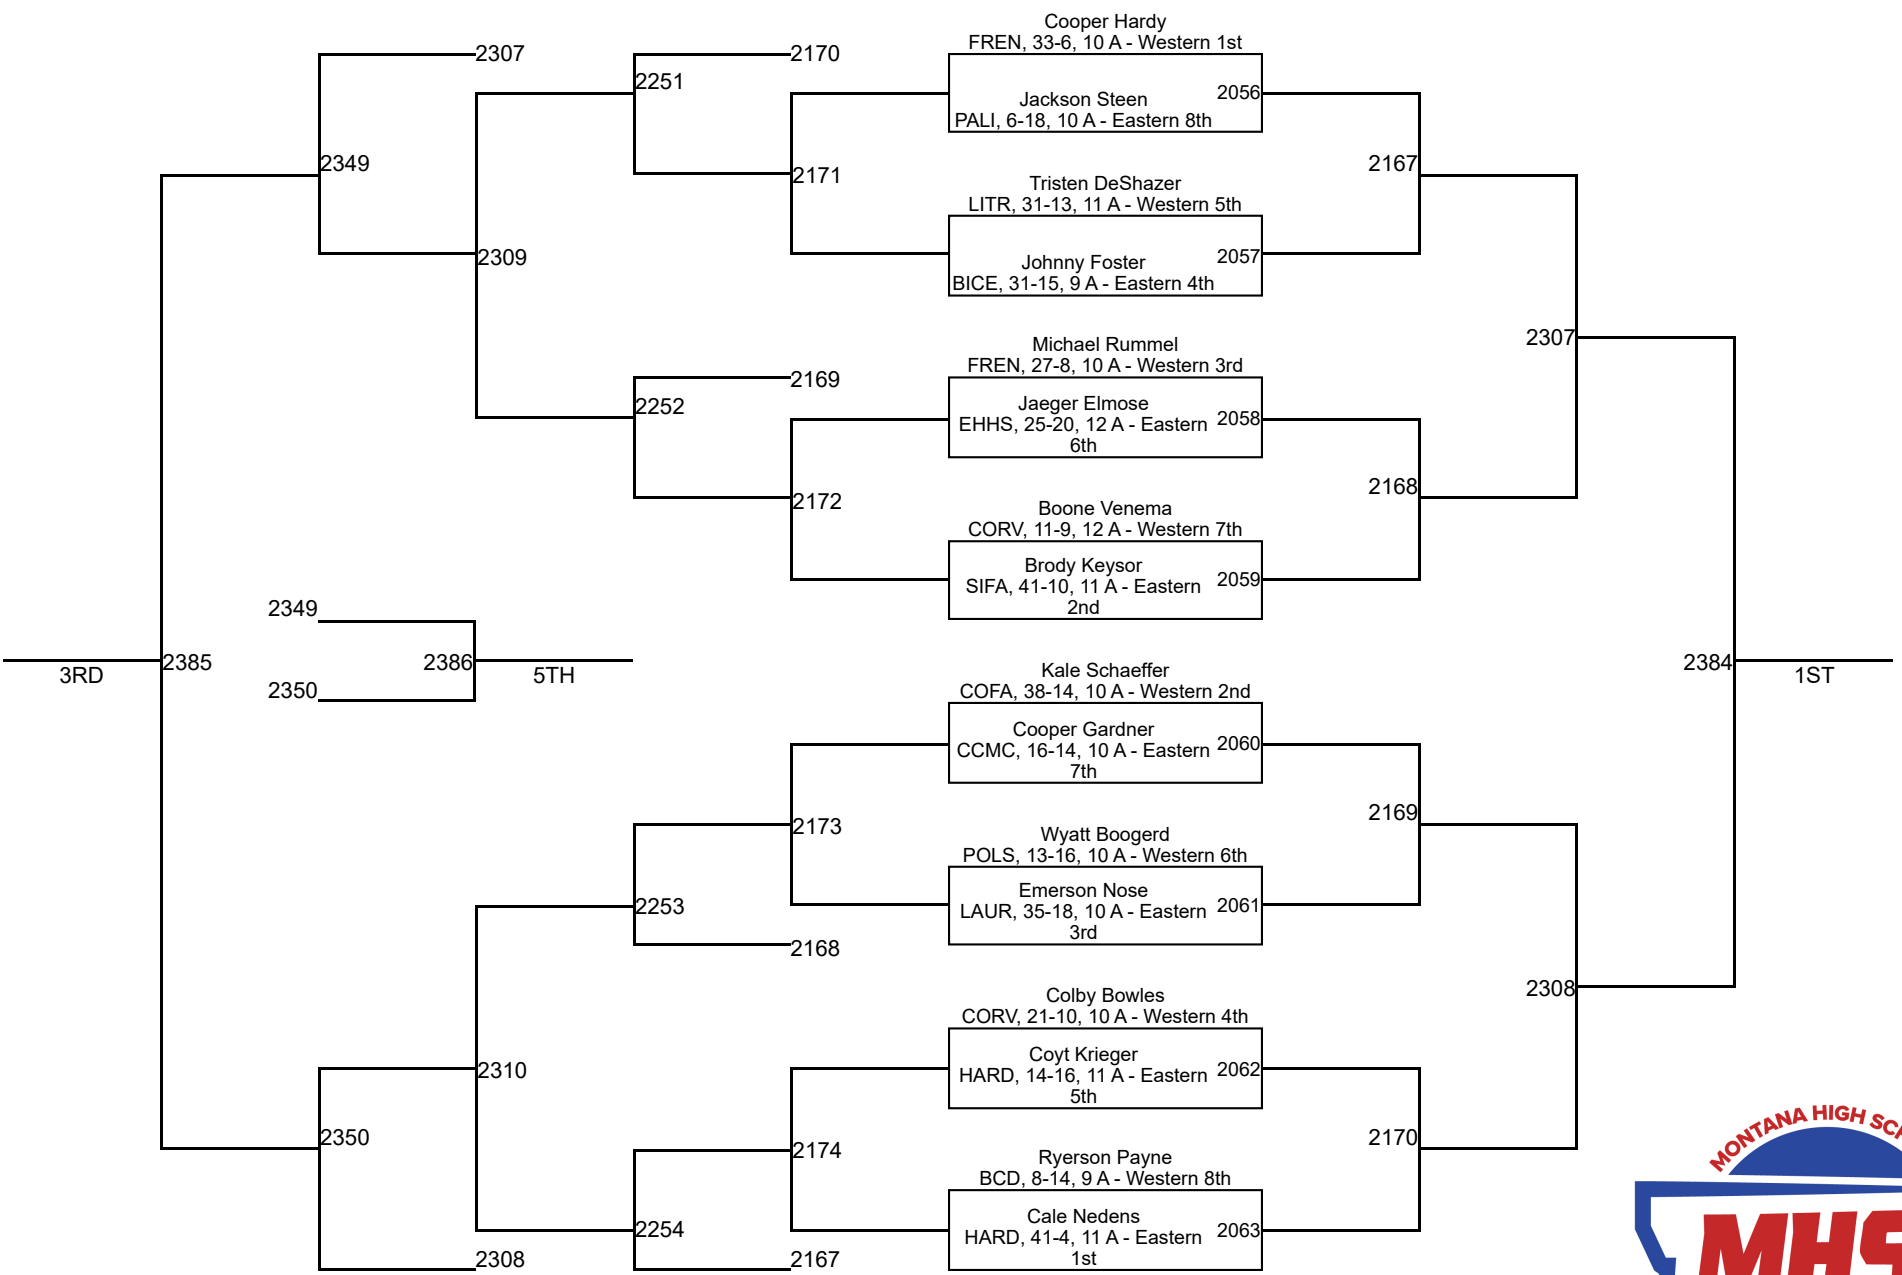 Cooper Hardy
FREN, 33-6, 10 A - Western 1st
2307
2170
2251
2056
Jackson Steen
PALI, 6-18, 10 A - Eastern 8th
2349
2171
2167
Tristen DeShazer
LITR, 31-13, 11 A - Western 5th
2309
2057
Johnny Foster
BICE, 31-15, 9 A - Eastern 4th
Michael Rummel
FREN, 27-8, 10 A - Western 3rd
2307
2169
2252
Jaeger Elmose
EHHS, 25-20, 12 A - Eastern
6th
2058
2172
2168
Boone Venema
CORV, 11-9, 12 A - Western 7th
Brody Keysor
SIFA, 41-10, 11 A - Eastern
2nd
2059
2349
3RD
2385
2386
5TH
2350
2384
1ST
Kale Schaeffer
COFA, 38-14, 10 A - Western 2nd
Cooper Gardner
CCMC, 16-14, 10 A - Eastern
7th
2060
2173
2169
Wyatt Boogerd
POLS, 13-16, 10 A - Western 6th
Emerson Nose
LAUR, 35-18, 10 A - Eastern
3rd
2061
2253
2168
2308
Colby Bowles
CORV, 21-10, 10 A - Western 4th
Coyt Krieger
HARD, 14-16, 11 A - Eastern
5th
2062
2310
2350
2174
2170
Ryerson Payne
BCD, 8-14, 9 A - Western 8th
Cale Nedens
HARD, 41-4, 11 A - Eastern
1st
2063
2254
2308
2167
MONTANA HIGH
MHS